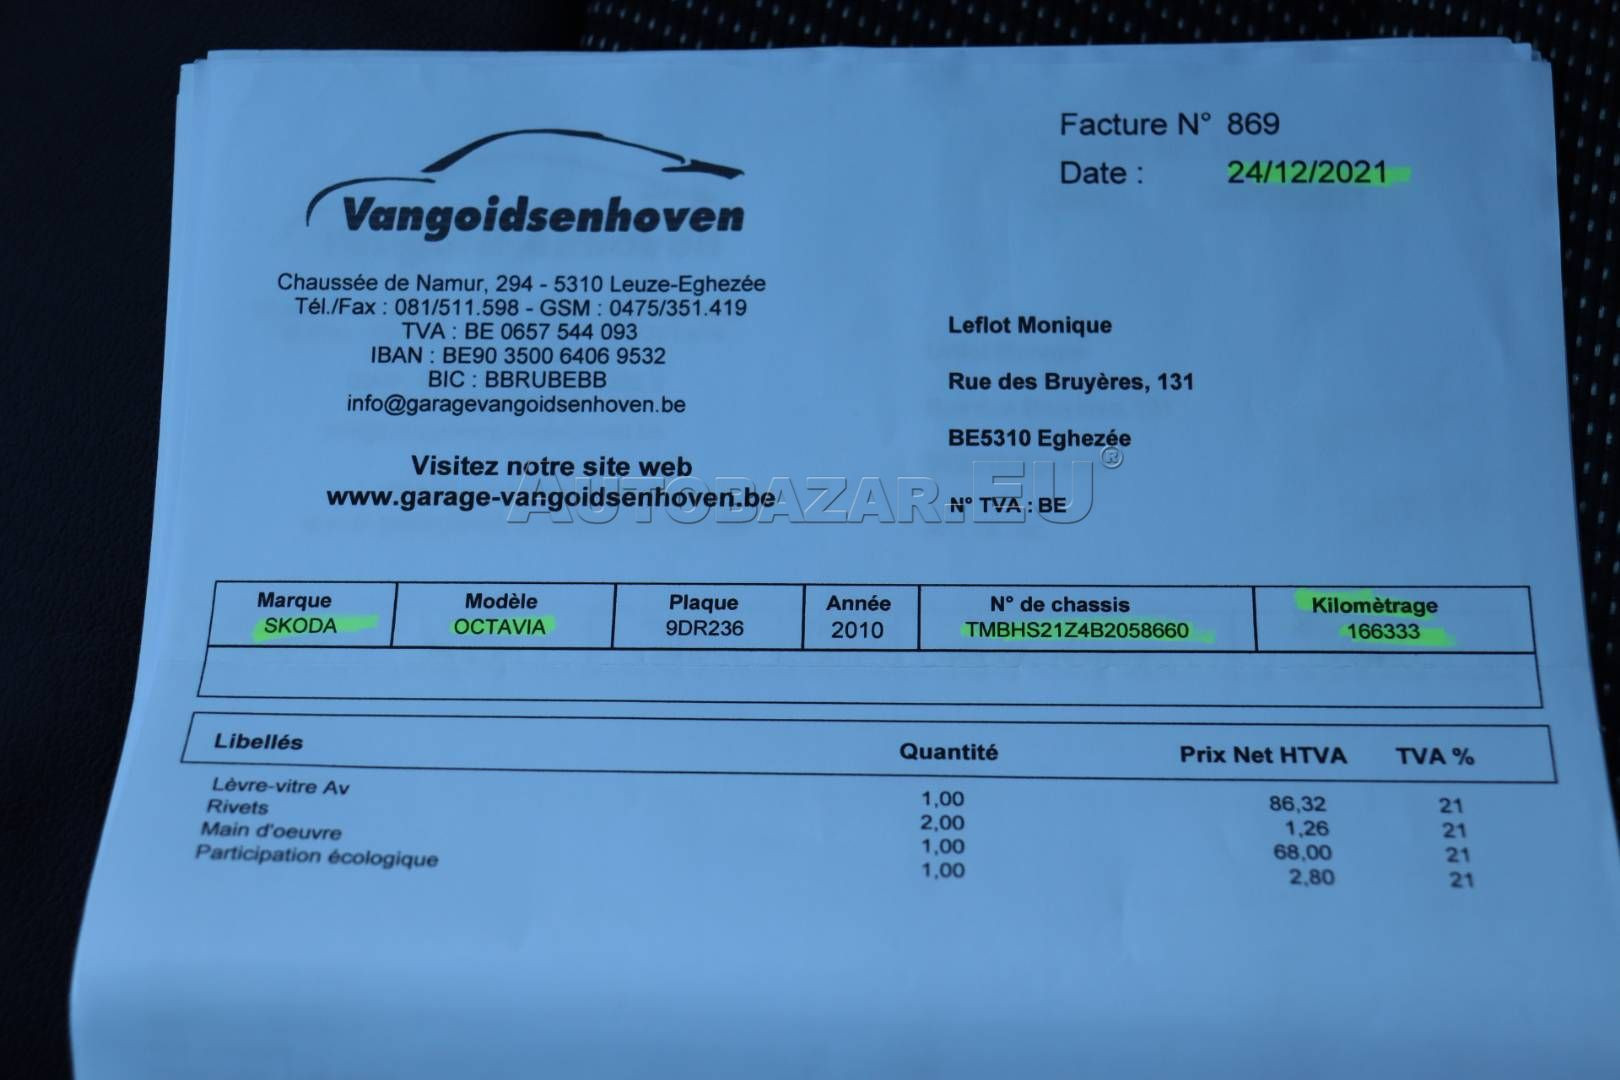 Vangoidsenhoven
Chaussée de Namur, 294 - 5310 Leuze-Eghezée
Tél./Fax : 081/511.598 - GSM : 0475/351.419
TVA : BE 0657 544 093
IBAN : BE90 3500 6406 9532
BIC : BBRUBEBB
info@garagevangoidsenhoven.be
Visitez notre site web
www.garage-vangoidsenhoven.be
Facture N° 869
Date : 24/12/2021
Leflot Monique
Rue des Bruyères, 131
BE5310 Eghezée
N° TVA : BE
AUTOBAZAR.EU®
Marque Modèle Plaque Année N° de chassis Kilomètrage
SKODA OCTAVIA 9DR236 2010 TMBHS21Z4B2058660 166333
Libellés Quantité Prix Net HTVA TVA %
Lèvre-vitre Av 1,00 86,32 21
Rivets 2,00 1,26 21
Main d'oeuvre 1,00 68,00 21
Participation écologique 1,00 2,80 21